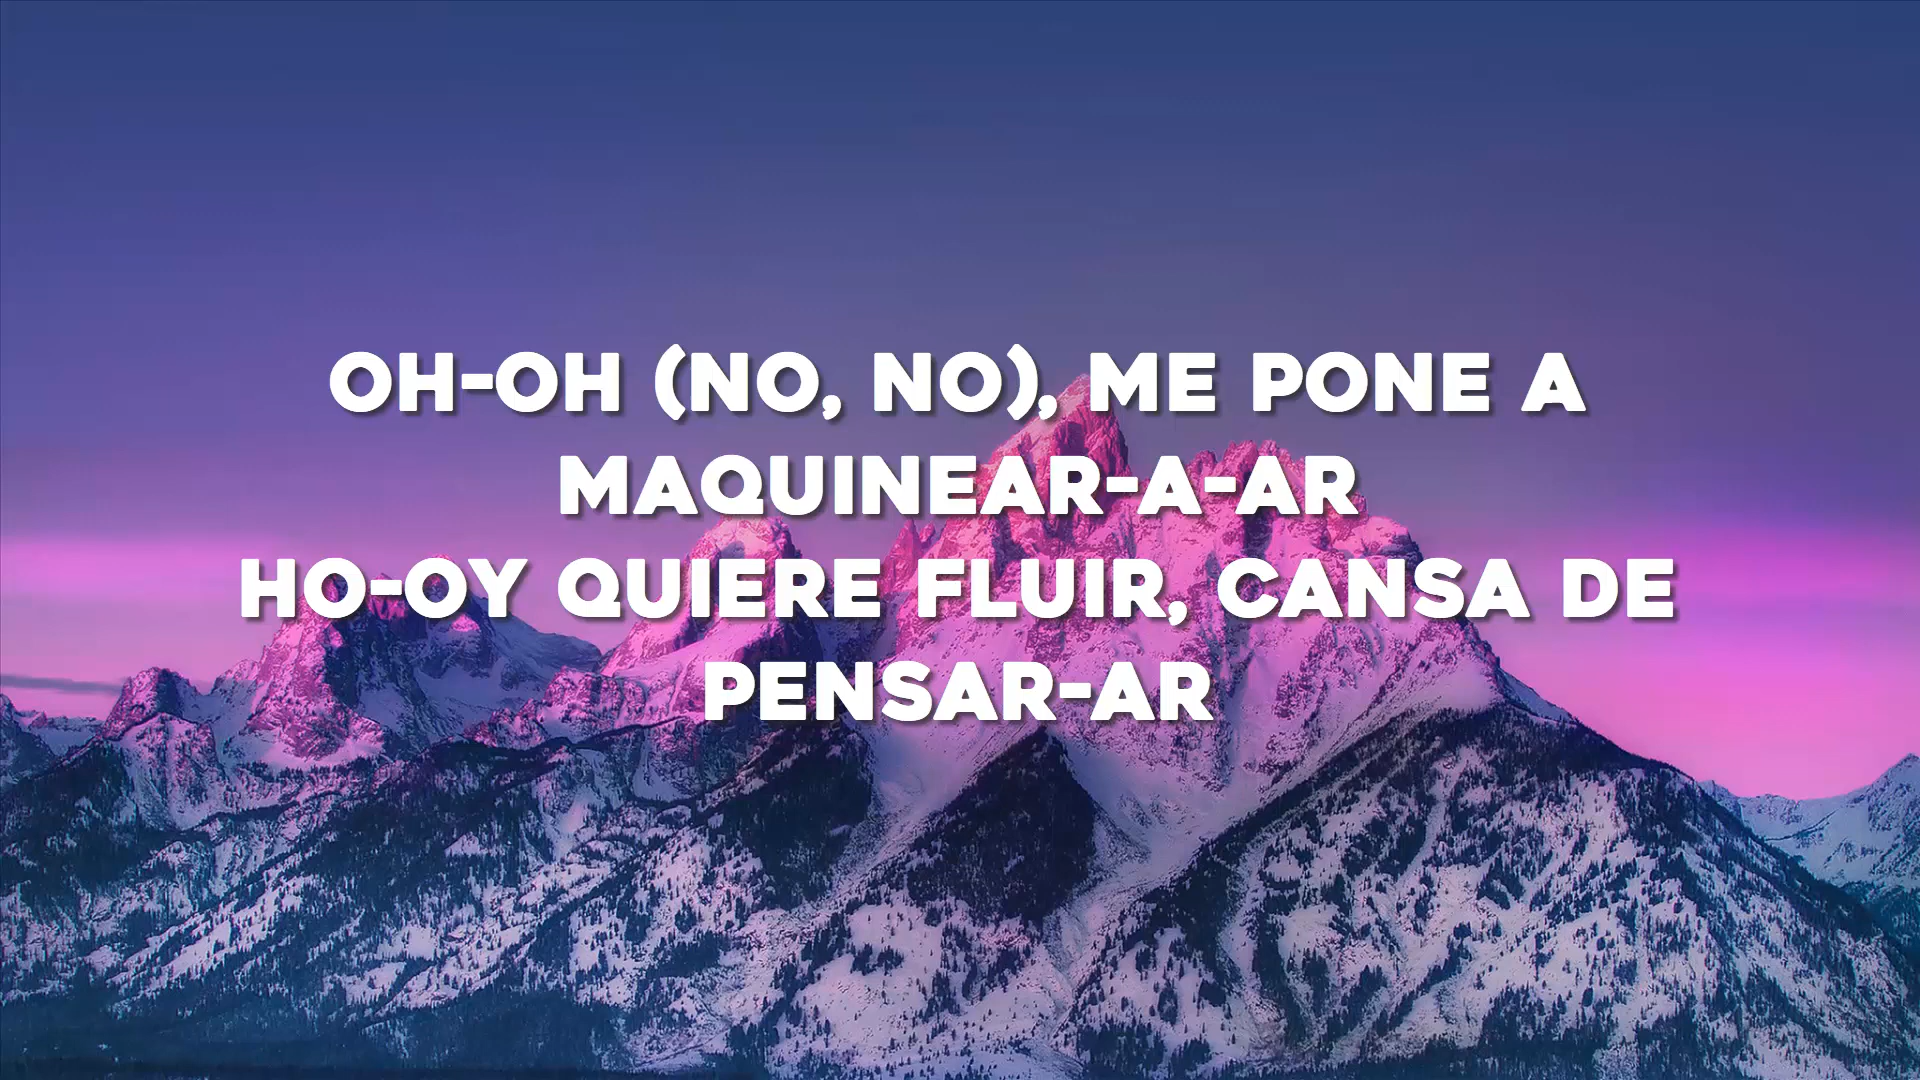 OH-OH (NO, NO), ME PONE A
MAQUINEAR-A-AR
HO-OY QUIERE FLUIR, CANSA DE
PENSAR-AR